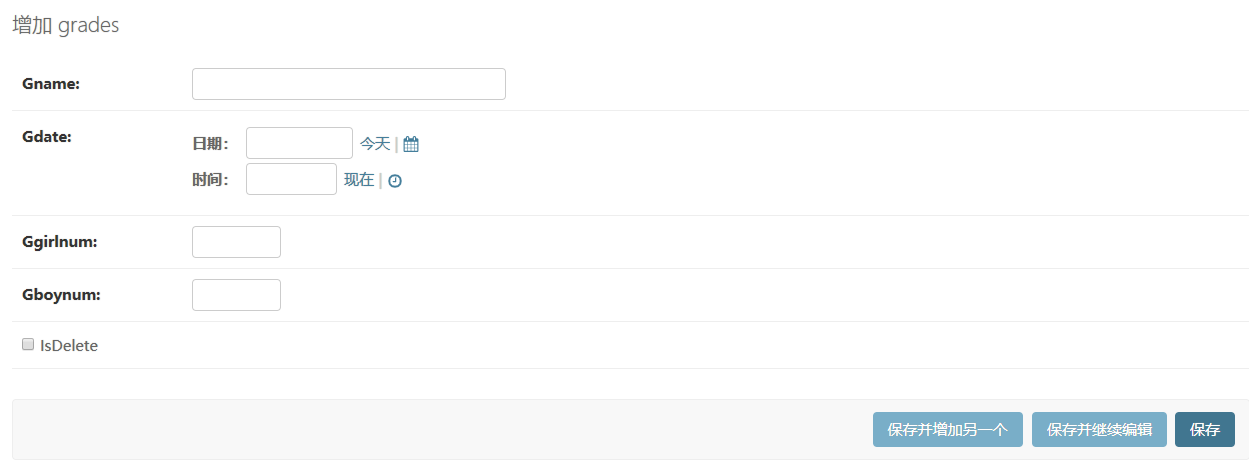 增加 grades
Gname:
Gdate:
日期： 今天 |
时间： 现在 |
Ggirlnum:
Gboynum:
IsDelete
保存并增加另一个 保存并继续编辑 保存